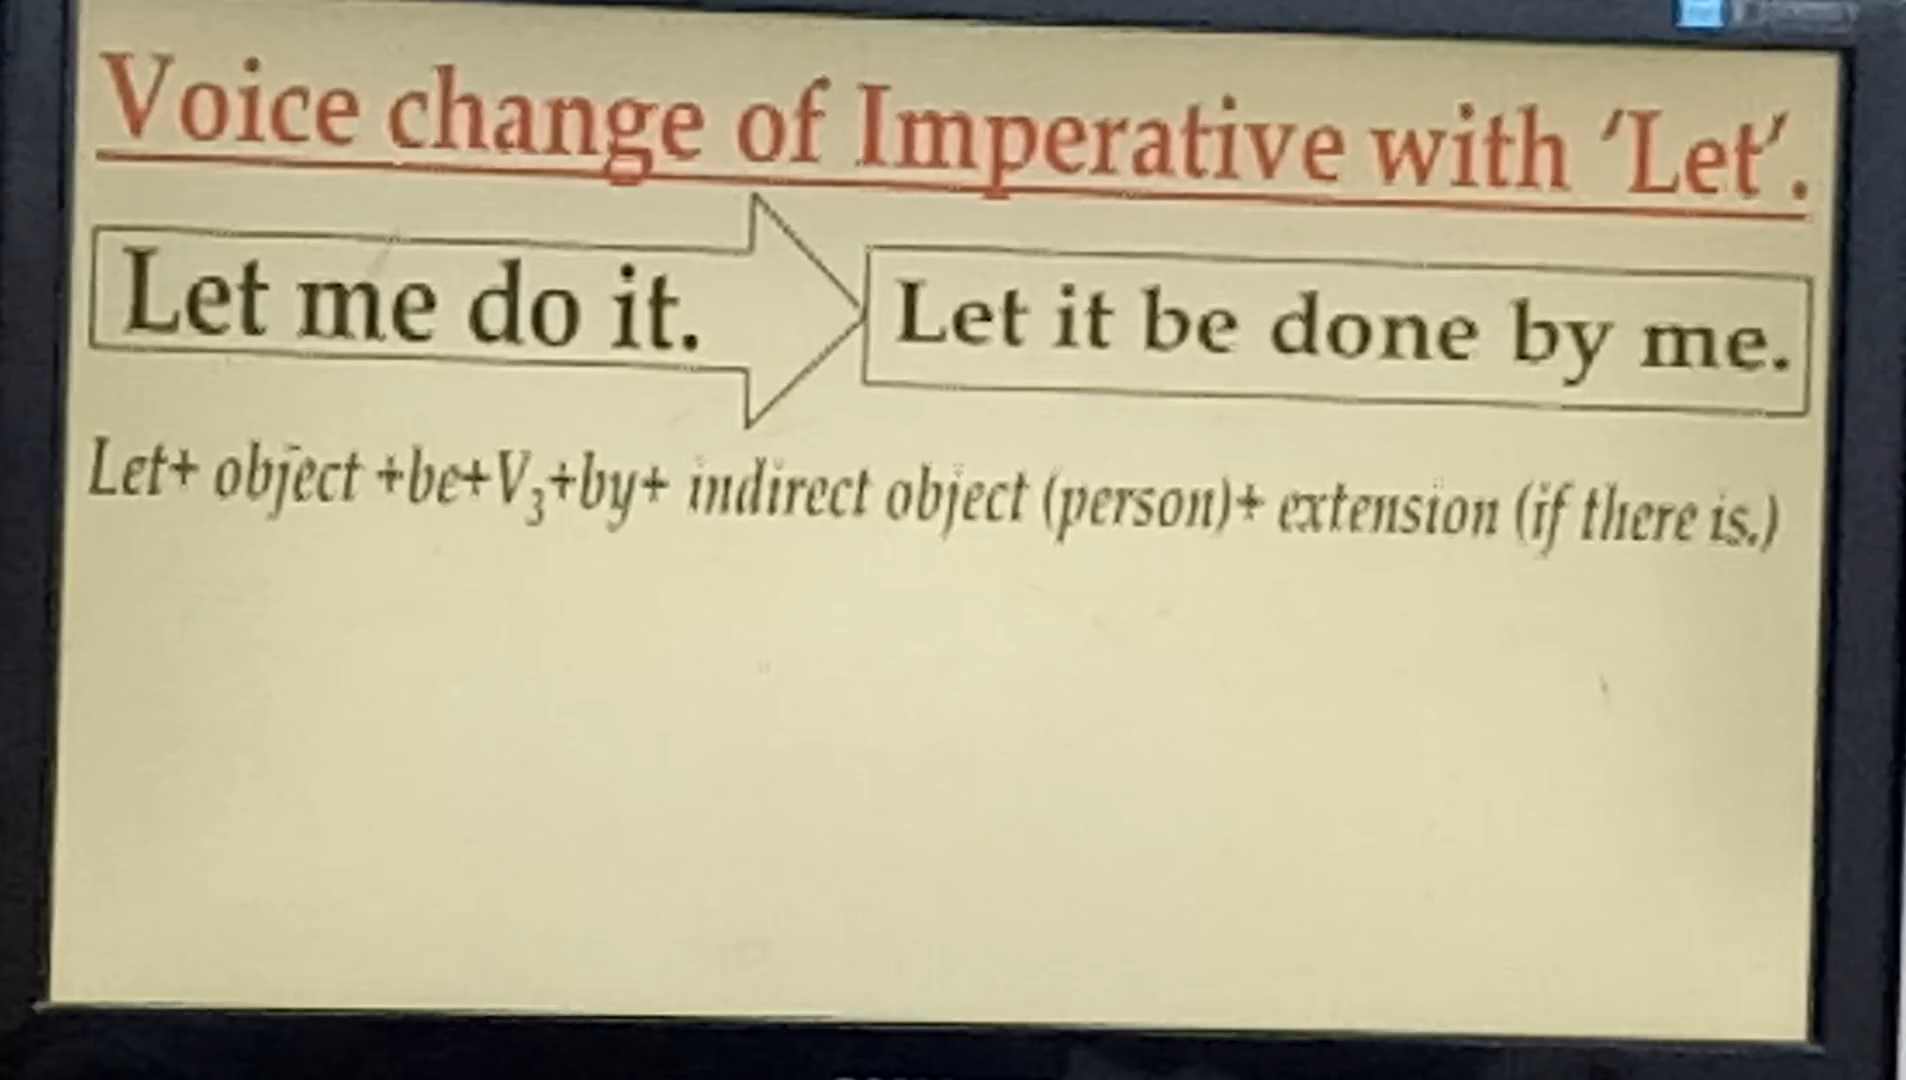 Voice change of Imperative with 'Let'.
Let me do it.
Let it be done by me.
Let+ object +be+V₃+by+ indirect object (person)+ extension (if there is.)